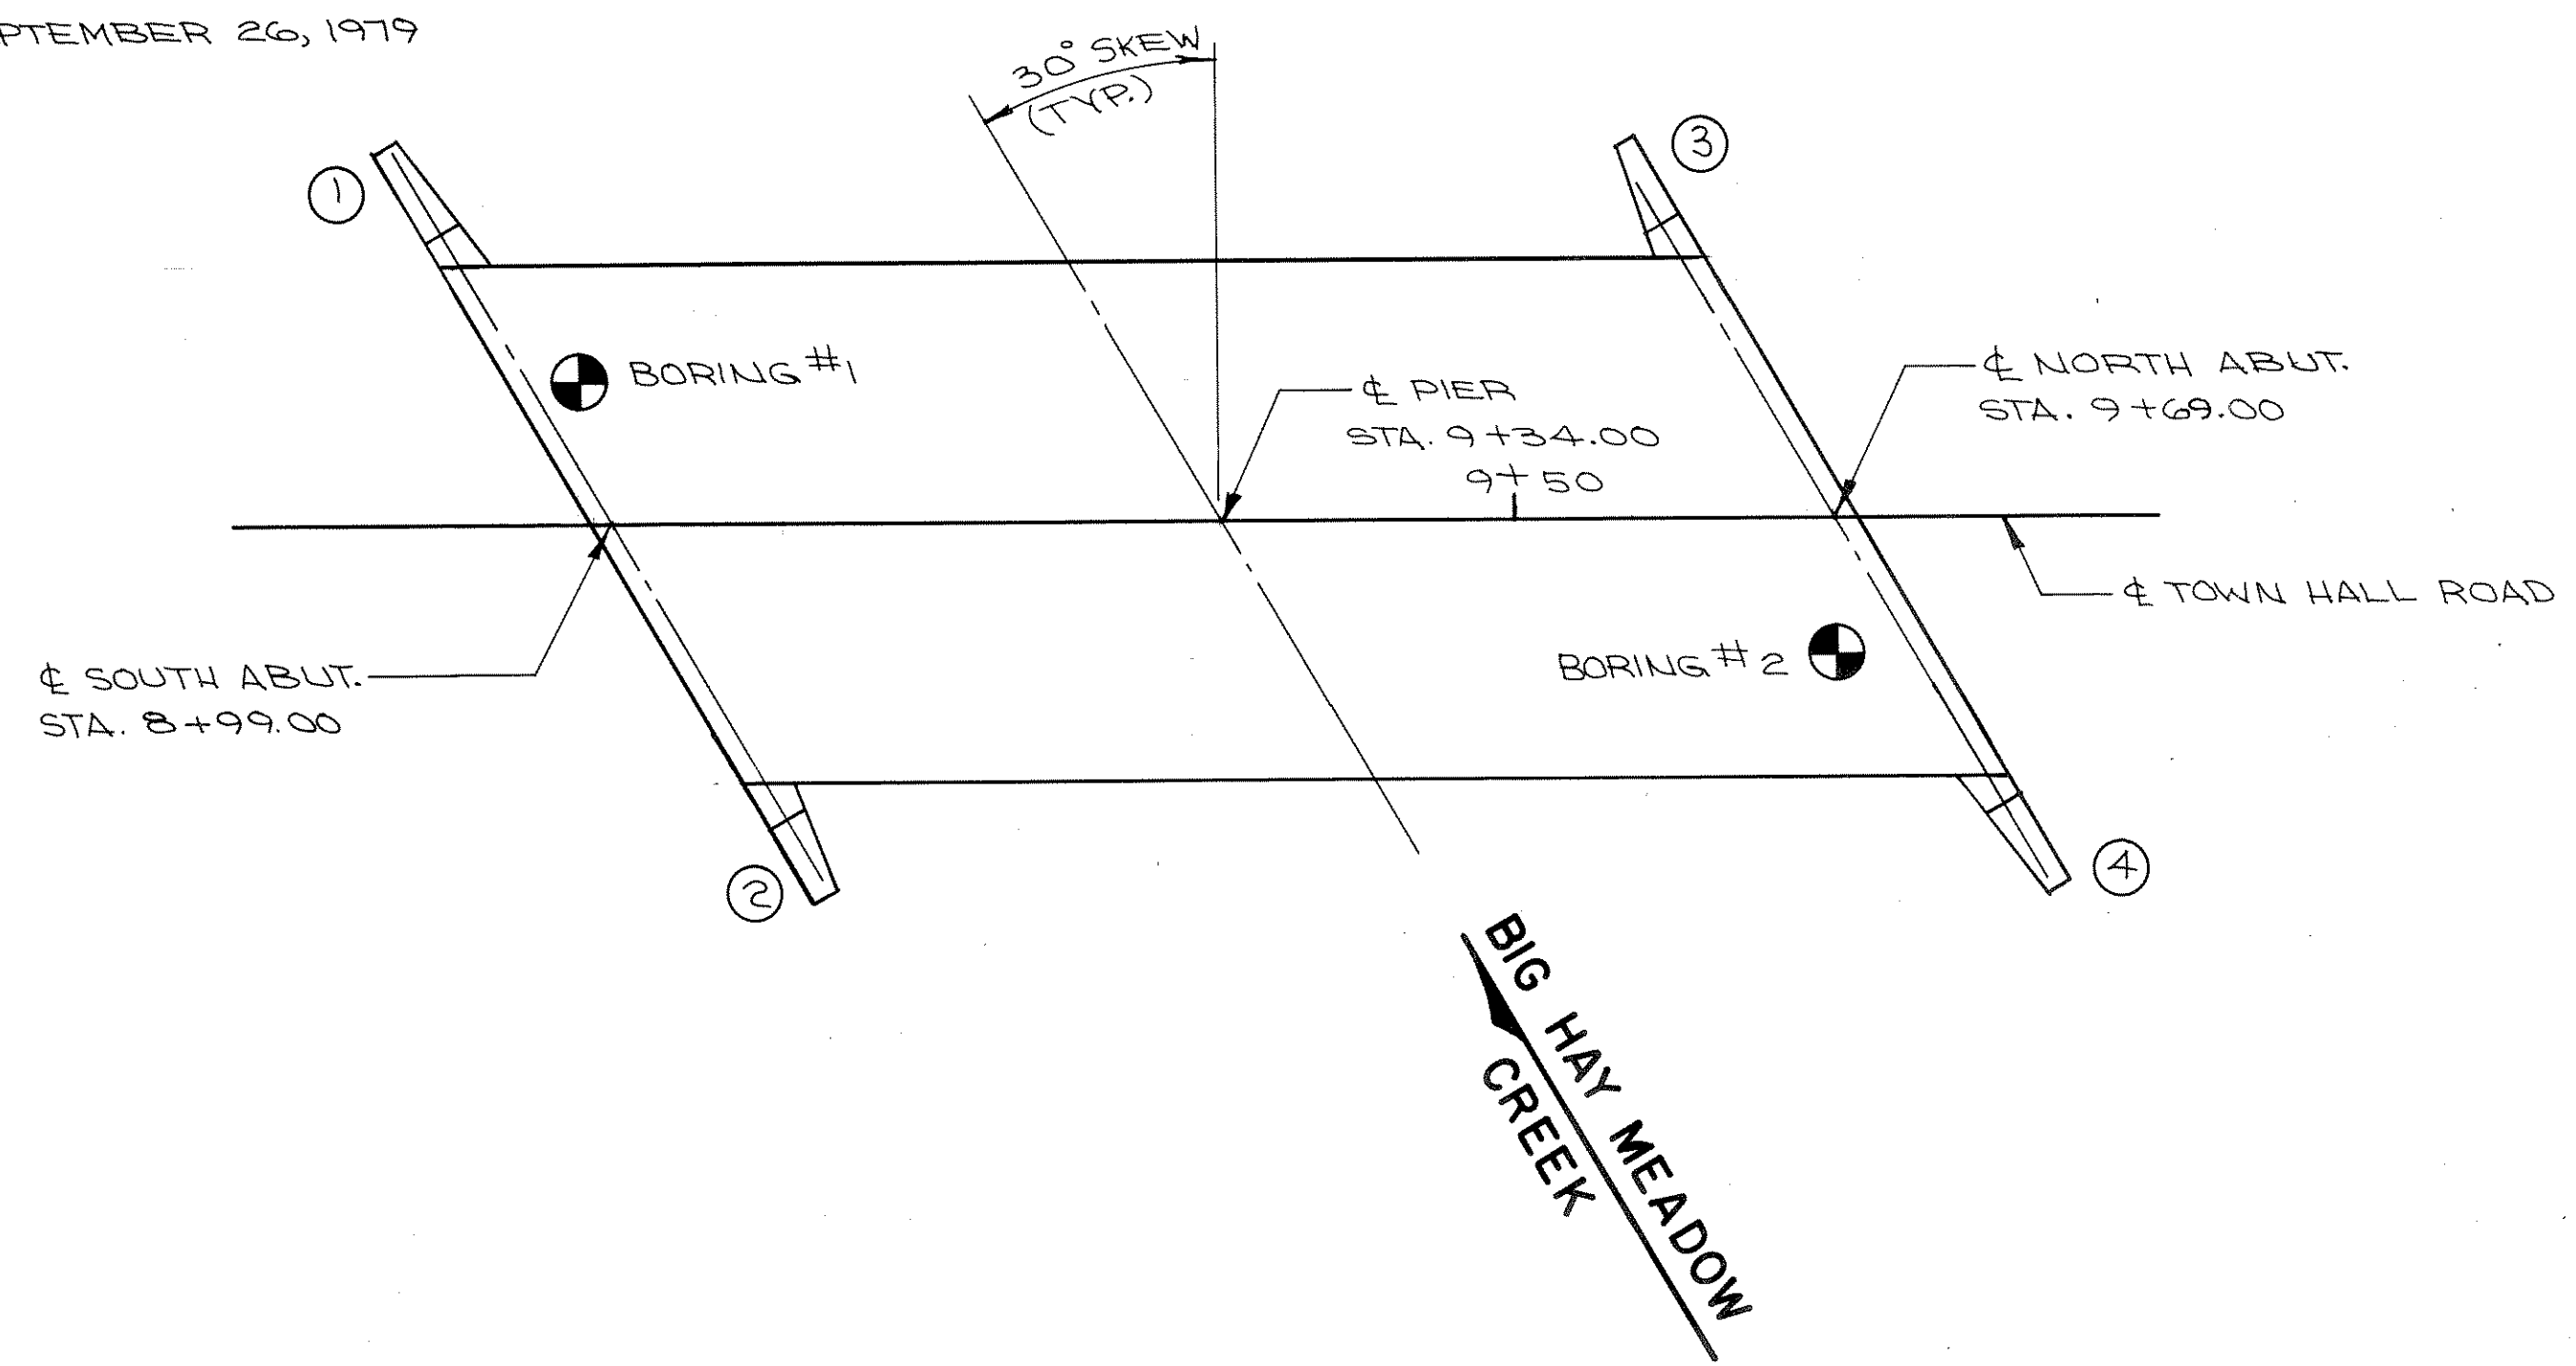 PTEMBER 26, 1979
30° SKEW
(TYP.)
1
3
BORING #1
℄ PIER
STA. 9+34.00
9+50
℄ NORTH ABUT.
STA. 9+69.00
℄ TOWN HALL ROAD
℄ SOUTH ABUT.
STA. 8+99.00
BORING #2
2
4
BIG HAY MEADOW
CREEK